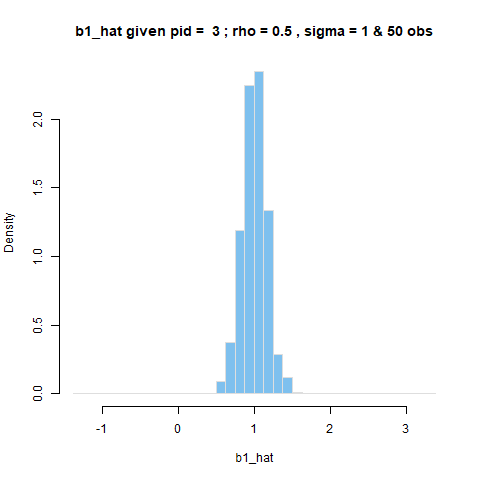 b1_hat given pid =  3 ; rho = 0.5 , sigma = 1 & 50 obs
Density
2.0
1.5
1.0
0.5
0.0
-1 0 1 2 3
b1_hat